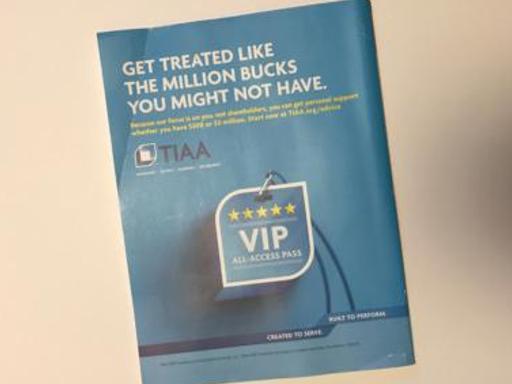 GET TREATED LIKE
THE MILLION BUCKS
YOU MIGHT NOT HAVE.
Because our focus is on you not shareholders, you can get personal support
whether you have $500 or $5 million. Start now at TIAA.org/advice
TIAA
VIP
ALL-ACCESS PASS
BUILT TO PERFORM.
CREATED TO SERVE.